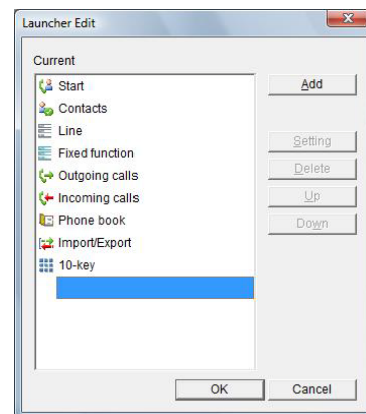 Launcher Edit
Current
Start
Contacts
Line
Fixed function
Outgoing calls
Incoming calls
Phone book
Import/Export
10-key
Add
Setting
Delete
Up
Down
OK
Cancel